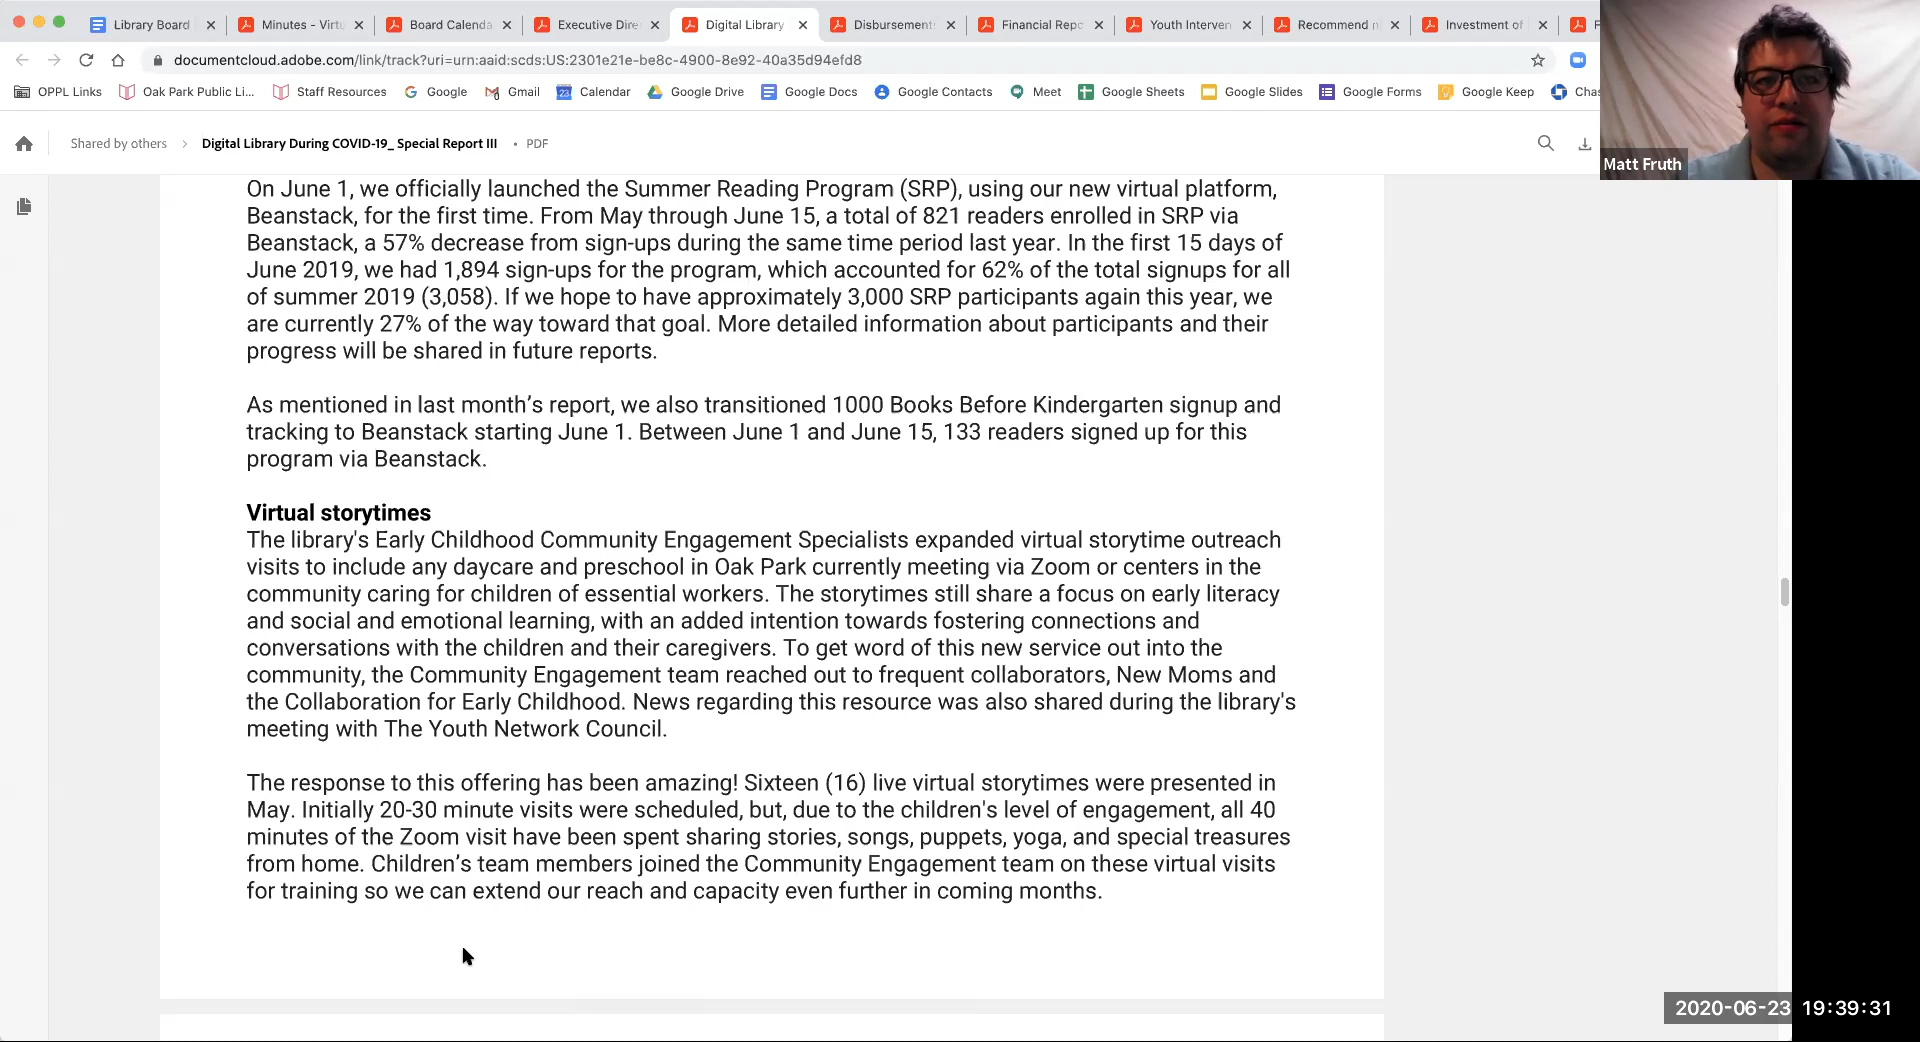 Library Board
Minutes - Virtu
Board Calenda
Executive Dire
Digital Library
Disbursement
Financial Repo
Youth Interven
Recommend n
Investment of
documentcloud.adobe.com/link/track?uri=urn:aaid:scds:US:2301e21e-be8c-4900-8e92-40a35d94efd8
OPPL Links
Oak Park Public Li...
Staff Resources
Google
Gmail
Calendar
Google Drive
Google Docs
Google Contacts
Meet
Google Sheets
Google Slides
Google Forms
Google Keep
Chas
Matt Fruth
Shared by others > Digital Library During COVID-19_ Special Report III • PDF
On June 1, we officially launched the Summer Reading Program (SRP), using our new virtual platform,
Beanstack, for the first time. From May through June 15, a total of 821 readers enrolled in SRP via
Beanstack, a 57% decrease from sign-ups during the same time period last year. In the first 15 days of
June 2019, we had 1,894 sign-ups for the program, which accounted for 62% of the total signups for all
of summer 2019 (3,058). If we hope to have approximately 3,000 SRP participants again this year, we
are currently 27% of the way toward that goal. More detailed information about participants and their
progress will be shared in future reports.
As mentioned in last month’s report, we also transitioned 1000 Books Before Kindergarten signup and
tracking to Beanstack starting June 1. Between June 1 and June 15, 133 readers signed up for this
program via Beanstack.
Virtual storytimes
The library's Early Childhood Community Engagement Specialists expanded virtual storytime outreach
visits to include any daycare and preschool in Oak Park currently meeting via Zoom or centers in the
community caring for children of essential workers. The storytimes still share a focus on early literacy
and social and emotional learning, with an added intention towards fostering connections and
conversations with the children and their caregivers. To get word of this new service out into the
community, the Community Engagement team reached out to frequent collaborators, New Moms and
the Collaboration for Early Childhood. News regarding this resource was also shared during the library's
meeting with The Youth Network Council.
The response to this offering has been amazing! Sixteen (16) live virtual storytimes were presented in
May. Initially 20-30 minute visits were scheduled, but, due to the children's level of engagement, all 40
minutes of the Zoom visit have been spent sharing stories, songs, puppets, yoga, and special treasures
from home. Children’s team members joined the Community Engagement team on these virtual visits
for training so we can extend our reach and capacity even further in coming months.
2020-06-23 19:39:31